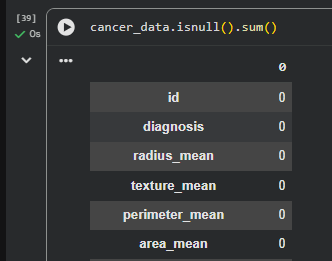 [39]
0s
cancer_data.isnull().sum()
0
id 0
diagnosis 0
radius_mean 0
texture_mean 0
perimeter_mean 0
area_mean 0